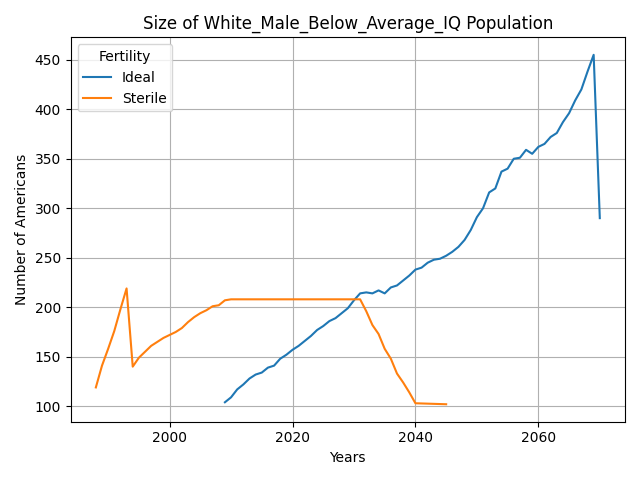 Size of White_Male_Below_Average_IQ Population
Fertility
Ideal
Sterile
Number of Americans
450
400
350
300
250
200
150
100
2000
2020
2040
2060
Years